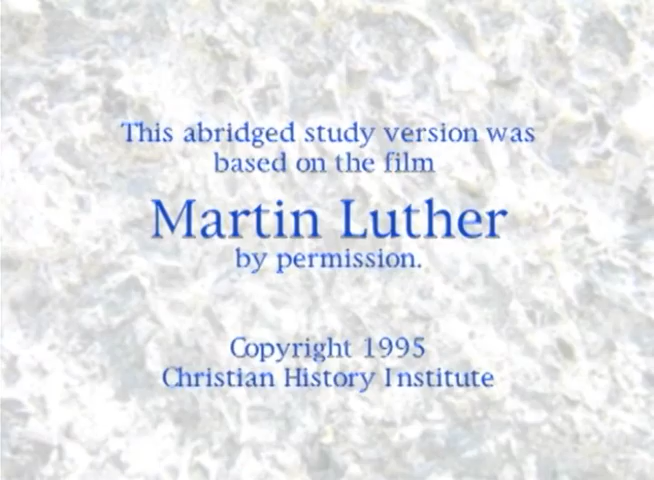 This abridged study version was
based on the film
Martin Luther
by permission.
Copyright 1995
Christian History Institute